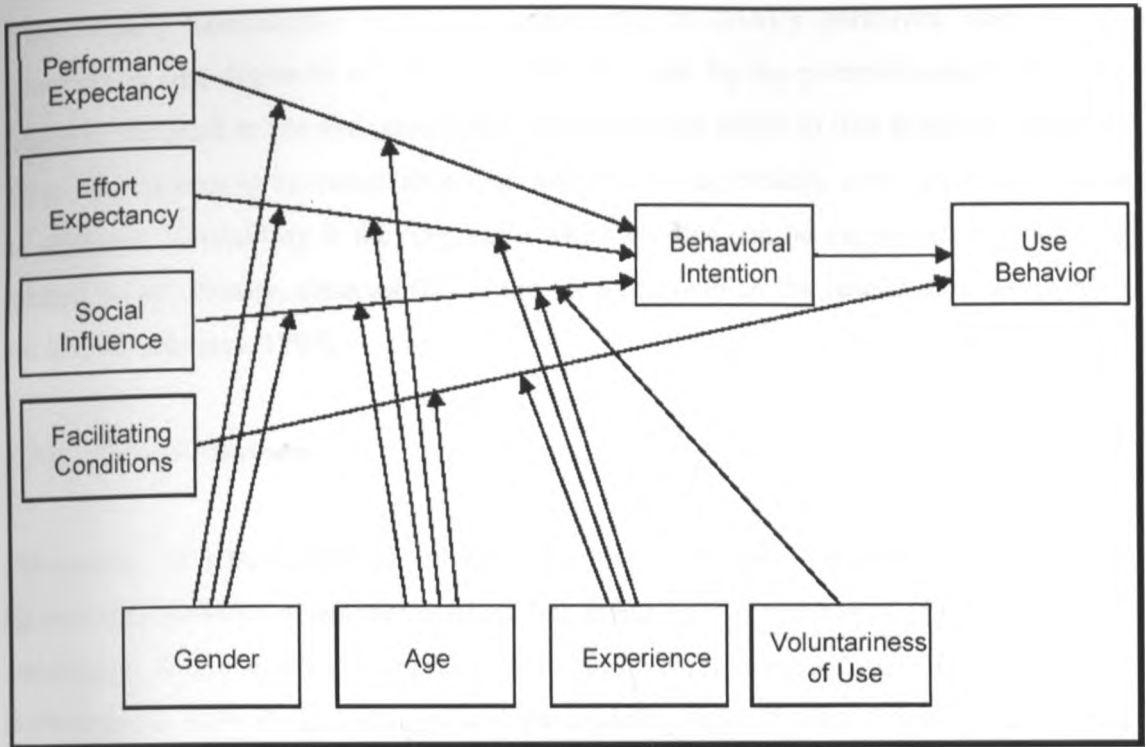 Performance
Expectancy
Effort
Expectancy
Social
Influence
Facilitating
Conditions
Behavioral
Intention
Use
Behavior
Gender
Age
Experience
Voluntariness
of Use